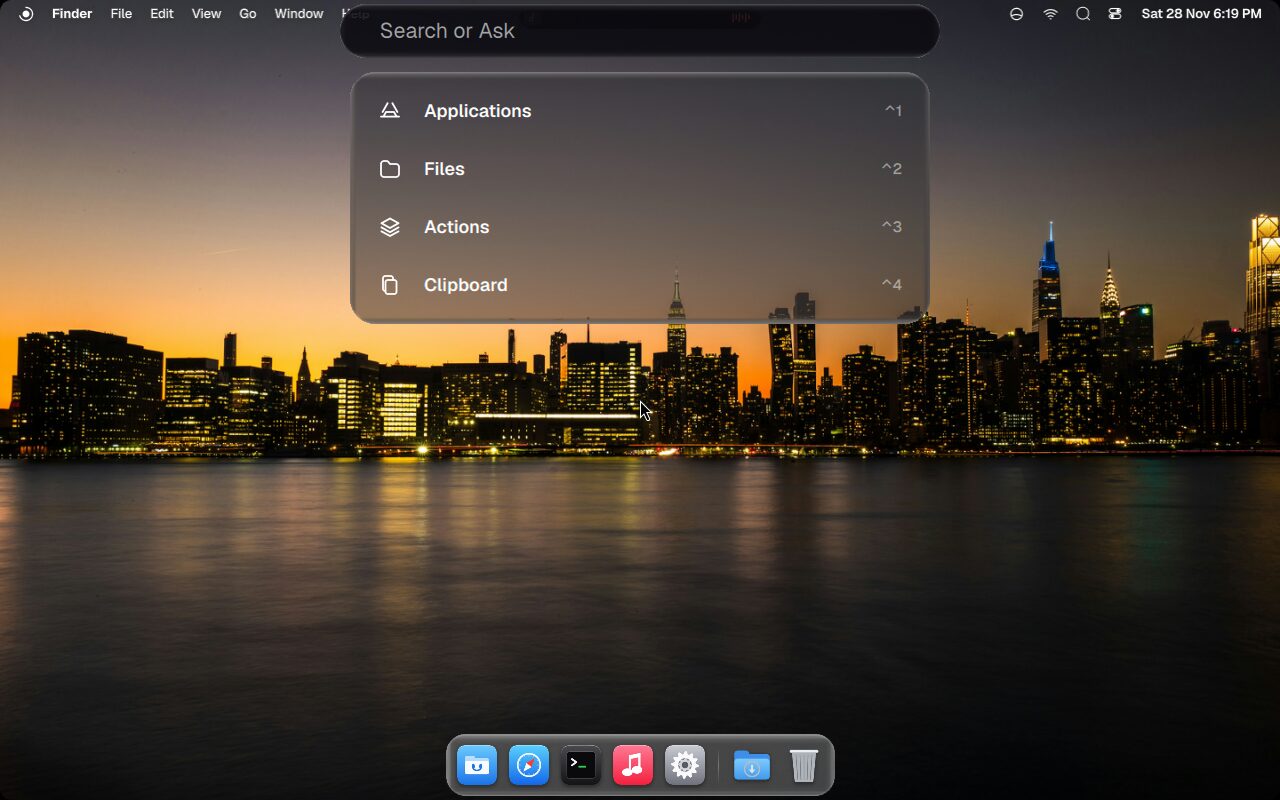 Finder File Edit View Go Window Help Sat 28 Nov 6:19 PM
Search or Ask
Applications ^1
Files ^2
Actions ^3
Clipboard ^4
>_